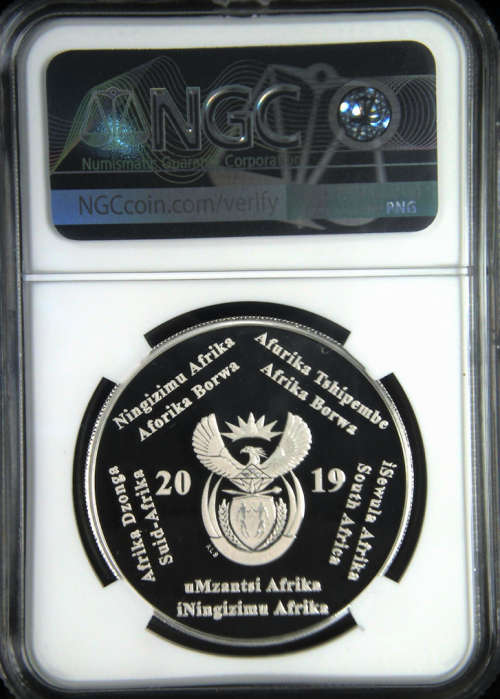 NGC
Numismatic Guaranty Corporation
NGCcoin.com/verify
PNG
Ningizimu Afrika
Aforika Borwa
Afurika Tshipembe
Afrika Borwa
Afrika Dzonga
Suid-Afrika
20 19
iSewula Afrika
South Africa
ALS
uMzantsi Afrika
iNingizimu Afrika